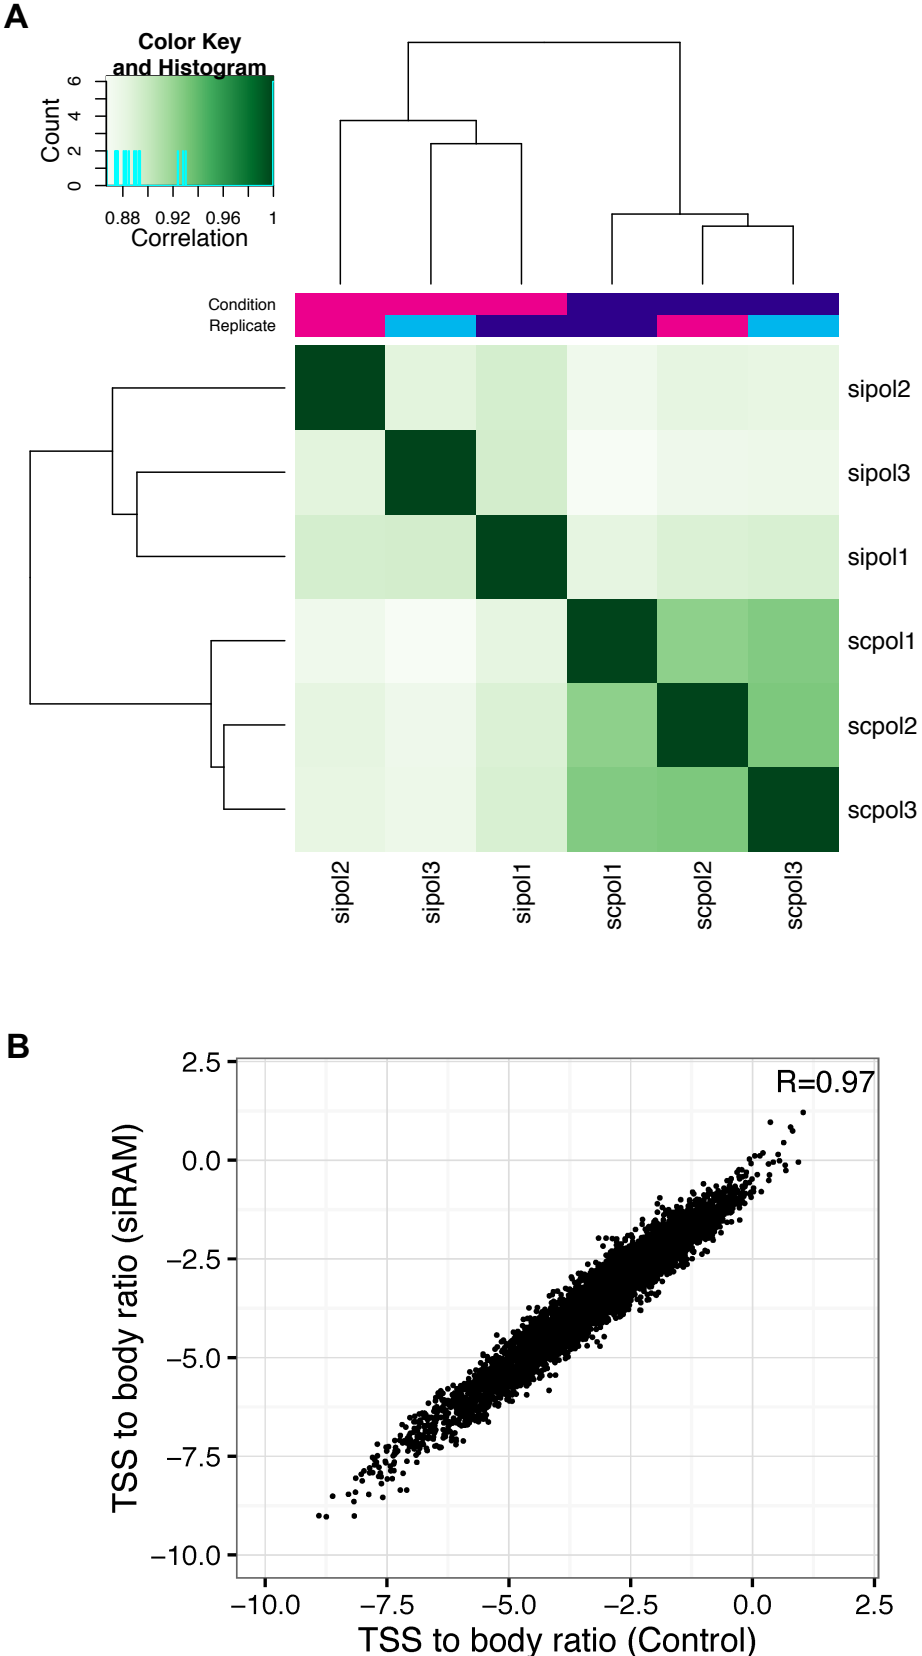 A
Color Key
and Histogram
Count
0
2
4
6
0.88 0.92 0.96 1
Correlation
Condition
Replicate
sipol2
sipol3
sipol1
scpol1
scpol2
scpol3
sipol2 sipol3 sipol1 scpol1 scpol2 scpol3
B
R=0.97
TSS to body ratio (siRAM)
2.5
0.0
−2.5
−5.0
−7.5
−10.0
−10.0 −7.5 −5.0 −2.5 0.0 2.5
TSS to body ratio (Control)